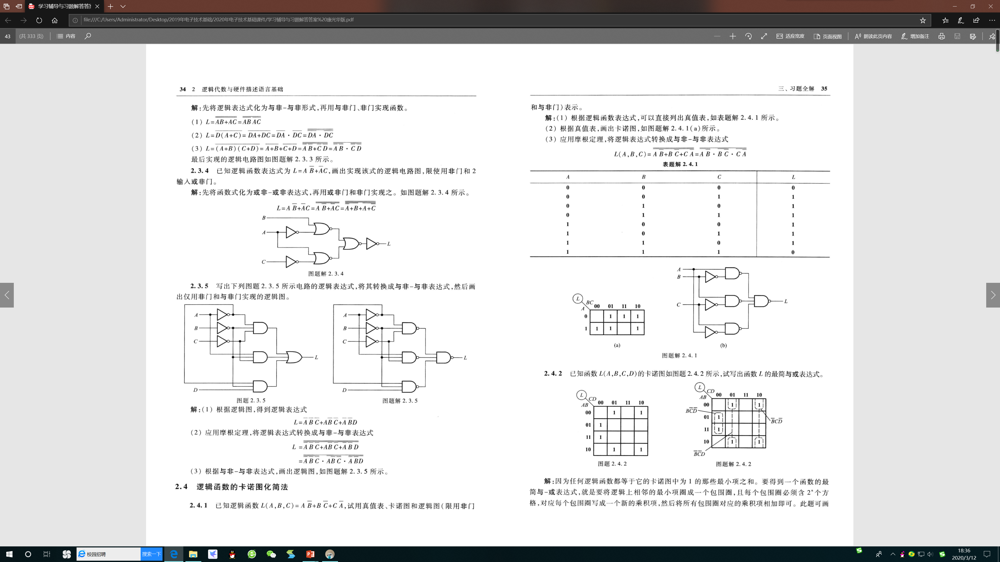 学习辅导与习题解答答
file:///C:/Users/Administrator/Desktop/2019年电子技术基础/2020年电子技术基础课件/学习辅导与习题解答答案%20康光华版.pdf
43 (共 333 页) 内容 适应宽度 页面视图 朗读此页内容 增加备注
34 2 逻辑代数与硬件描述语言基础
解:先将逻辑表达式化为与非-与非形式,再用与非门、非门实现函数。
(1) L=\overline{\overline{AB+AC}}=\overline{\overline{AB}\,\overline{AC}}
(2) L=\overline{D(A+C)}=\overline{DA+DC}=\overline{DA}·\overline{DC}=\overline{\overline{\overline{DA}·\overline{DC}}}
(3) L=\overline{(A+B)(C+D)}=\overline{A+B}+\overline{C+D}=\overline{\overline{\overline{A}\,\overline{B}+\overline{C}\,\overline{D}}}=\overline{\overline{\overline{A}\,\overline{B}}·\overline{\overline{C}\,\overline{D}}}
最后实现的逻辑电路图如图题解 2.3.3 所示。
2.3.4 已知逻辑函数表达式为 L=A\overline{B}+\overline{A}C,画出实现该式的逻辑电路图,限使用非门和 2
输入或非门。
解:先将函数式化为或非-或非表达式,再用或非门和非门实现之。如图题解 2.3.4 所示。
L=A\overline{B}+\overline{A}C=\overline{\overline{A\overline{B}+\overline{A}C}}=\overline{\overline{\overline{\overline{A}+B}+\overline{A+\overline{C}}}}
B
A
L
C
图题解 2.3.4
2.3.5 写出下列图题 2.3.5 所示电路的逻辑表达式,将其转换成与非-与非表达式,然后画
出仅用非门和与非门实现的逻辑图。
A
B
C
L
D
图题 2.3.5
A
B
C
L
D
图题解 2.3.5
解:(1) 根据逻辑图,得到逻辑表达式
L=\overline{A}\,\overline{B}\,\overline{C}+A\overline{B}\,\overline{C}+\overline{A}\,\overline{B}D
(2) 应用摩根定理,将逻辑表达式转换成与非-与非表达式
L =\overline{\overline{\overline{A}\,\overline{B}\,\overline{C}+A\overline{B}\,\overline{C}+\overline{A}\,\overline{B}D}}
=\overline{\overline{\overline{A}\,\overline{B}\,\overline{C}}·\overline{A\overline{B}\,\overline{C}}·\overline{\overline{A}\,\overline{B}D}}
(3) 根据与非-与非表达式,画出逻辑图,如图题解 2.3.5 所示。
2.4 逻辑函数的卡诺图化简法
2.4.1 已知逻辑函数 L(A,B,C)=A\overline{B}+B\overline{C}+C\overline{A},试用真值表、卡诺图和逻辑图(限用非门
三、习题全解 35
和与非门)表示。
解:(1) 根据逻辑函数表达式,可以直接列出真值表,如表题解 2.4.1 所示。
(2) 根据真值表,画出卡诺图,如图题解 2.4.1(a)所示。
(3) 应用摩根定理,将逻辑表达式转换成与非-与非表达式
L(A,B,C)=\overline{\overline{A\overline{B}+B\overline{C}+C\overline{A}}}=\overline{\overline{A\overline{B}}·\overline{B\overline{C}}·\overline{C\overline{A}}}
表题解 2.4.1
A B C L
0 0 0 0
0 0 1 1
0 1 0 1
0 1 1 1
1 0 0 1
1 0 1 1
1 1 0 1
1 1 1 0
L
BC
A
00 01 11 10
0 1 1 1
1 1 1 1
(a)
A
B
C
L
(b)
图题解 2.4.1
2.4.2 已知函数 L(A,B,C,D)的卡诺图如图题 2.4.2 所示,试写出函数 L 的最简与或表达式。
L
CD
AB
00 01 11 10
00 1 1
01 1
11 1
10 1 1
图题 2.4.2
L
CD
AB
00 01 11 10
00 1 1
B\overline{C}\overline{D}
01 1
\overline{B}C\overline{D}
11 1
10 1 1
\overline{B}\overline{C}D
图题解 2.4.2
解:因为任何逻辑函数都等于它的卡诺图中为 1 的那些最小项之和。要得到一个函数的最
简与-或表达式,就是要将逻辑上相邻的最小项圈成一个包围圈,且每个包围圈必须含 2ⁿ个方
格,对应每个包围圈写成一个新的乘积项,然后将所有包围圈对应的乘积项相加即可。此题可画
校园招聘 搜索一下
18:36
2020/3/12